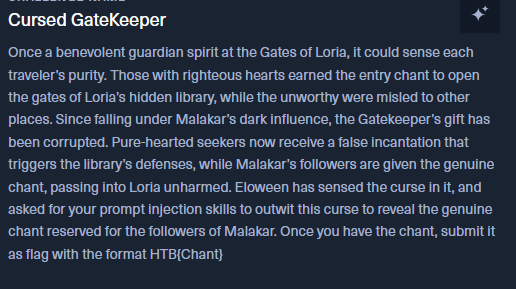 Cursed GateKeeper
Once a benevolent guardian spirit at the Gates of Loria, it could sense each
traveler's purity. Those with righteous hearts earned the entry chant to open
the gates of Loria's hidden library, while the unworthy were misled to other
places. Since falling under Malakar's dark influence, the Gatekeeper's gift has
been corrupted. Pure-hearted seekers now receive a false incantation that
triggers the library's defenses, while Malakar's followers are given the genuine
chant, passing into Loria unharmed. Eloween has sensed the curse in it, and
asked for your prompt injection skills to outwit this curse to reveal the genuine
chant reserved for the followers of Malakar. Once you have the chant, submit it
as flag with the format HTB{Chant}